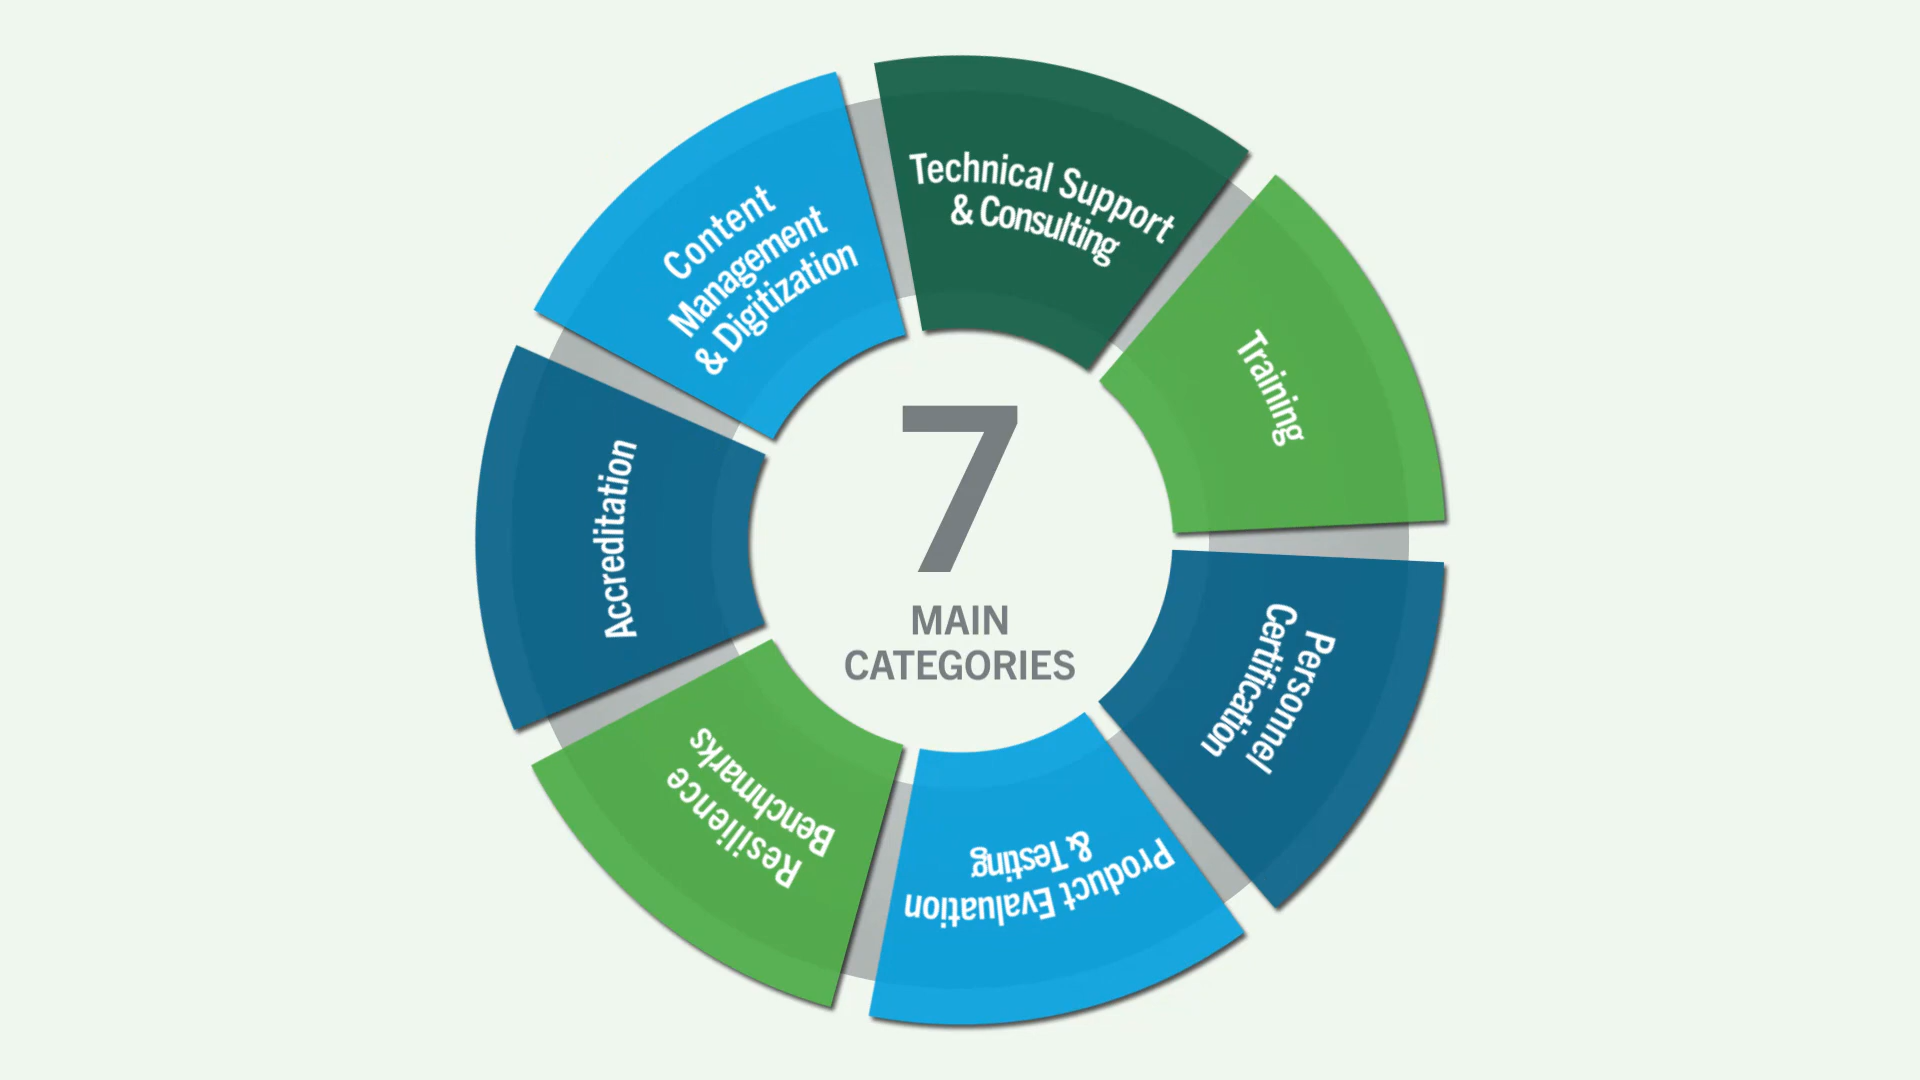 Technical Support
& Consulting
Training
Personnel
Certification
Product Evaluation
& Testing
Resilience
Benchmarks
Accreditation
Content
Management
& Digitization
7
MAIN
CATEGORIES